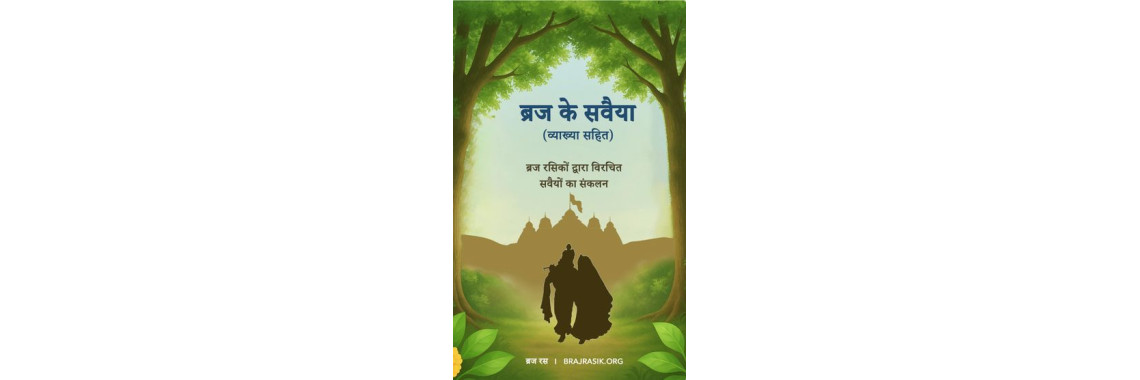 ब्रज के सवैया
(व्याख्या सहित)
ब्रज रसिकों द्वारा विरचित
सवैयों का संकलन
ब्रज रस | BRAJRASIK.ORG